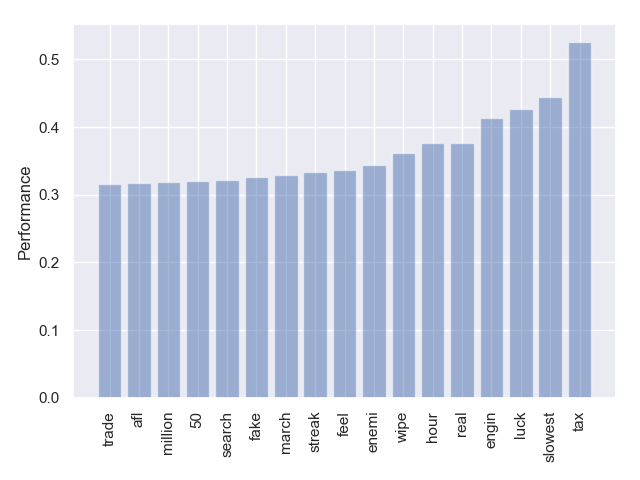 Performance
0.5
0.4
0.3
0.2
0.1
0.0
trade
afl
million
50
search
fake
march
streak
feel
enemi
wipe
hour
real
engin
luck
slowest
tax